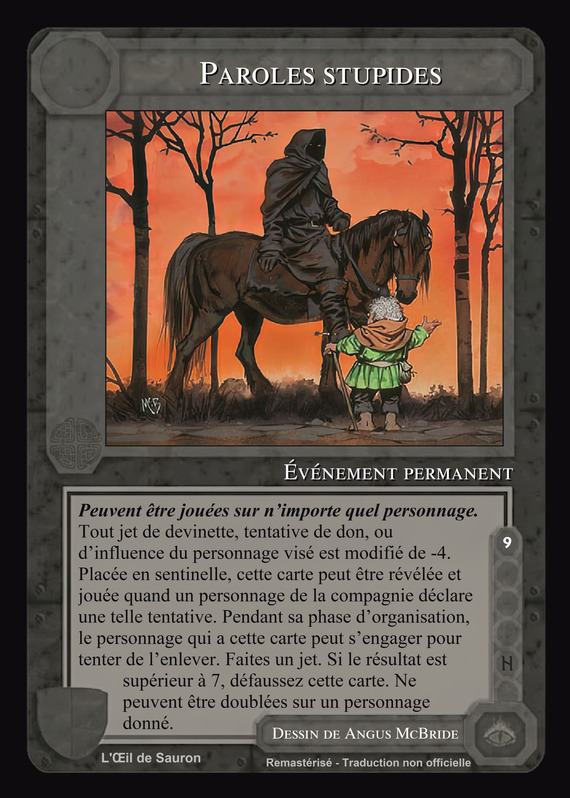 Paroles stupides
McB
Événement permanent
Peuvent être jouées sur n'importe quel personnage.
Tout jet de devinette, tentative de don, ou
d'influence du personnage visé est modifié de -4.
Placée en sentinelle, cette carte peut être révélée et
jouée quand un personnage de la compagnie déclare
une telle tentative. Pendant sa phase d'organisation,
le personnage qui a cette carte peut s'engager pour
tenter de l'enlever. Faites un jet. Si le résultat est
supérieur à 7, défaussez cette carte. Ne
peuvent être doublées sur un personnage
donné.
9
Dessin de Angus McBride
L'Œil de Sauron
Remastérisé - Traduction non officielle